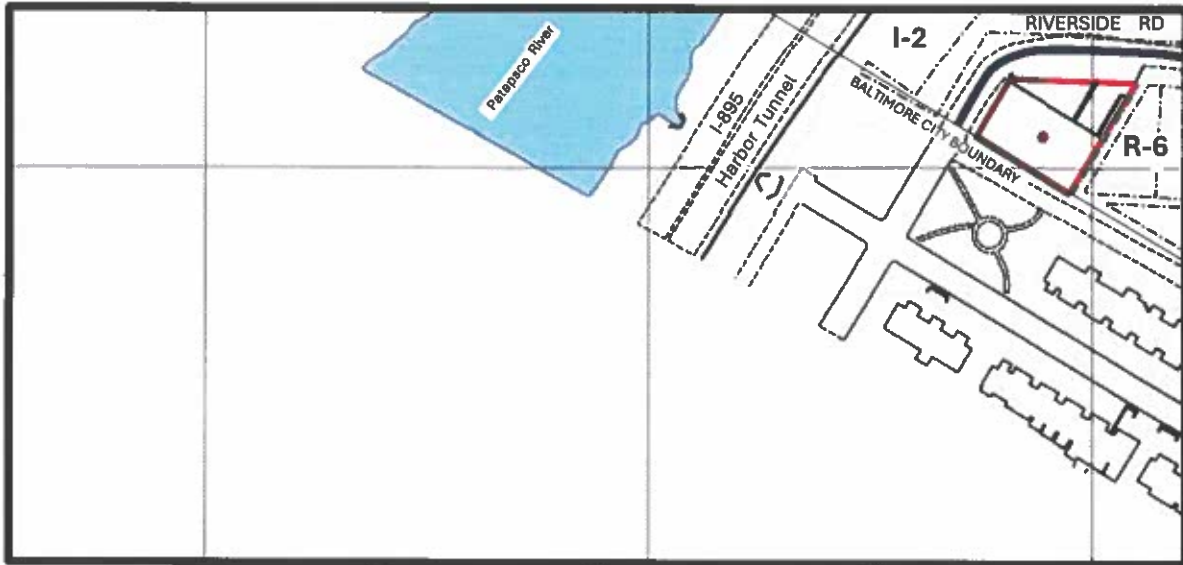 RIVERSIDE RD
I-2
Patapsco River
I-895
Harbor Tunnel
BALTIMORE CITY BOUNDARY
R-6